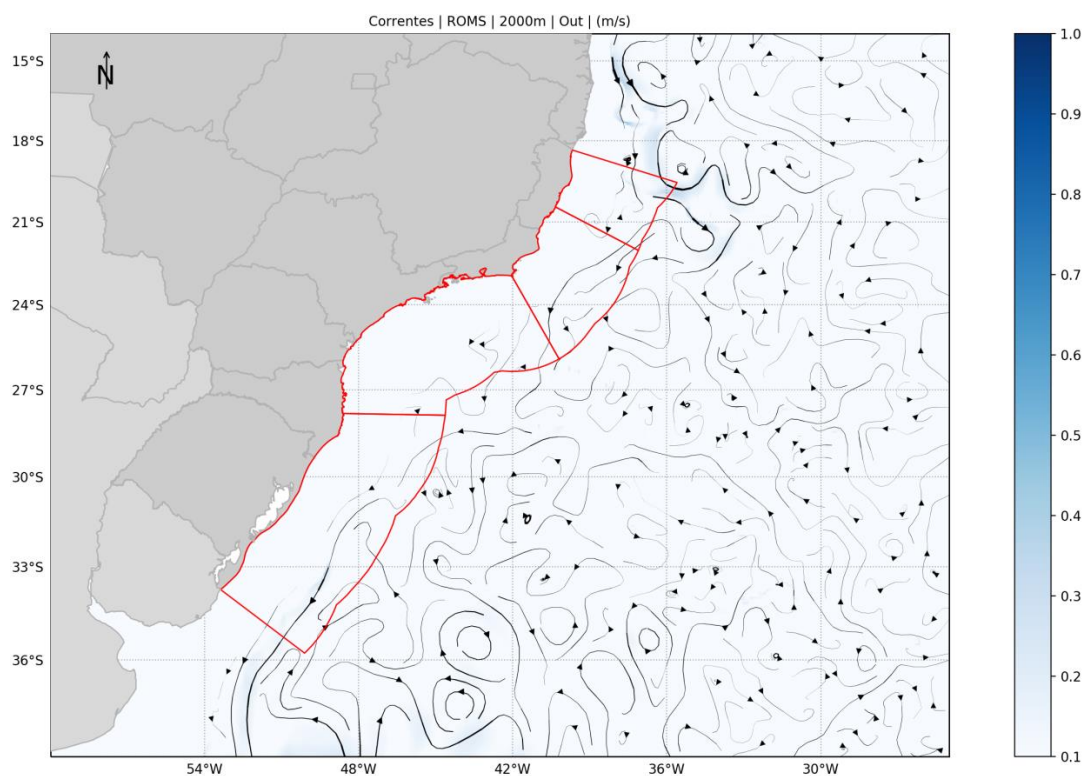 Correntes | ROMS | 2000m | Out | (m/s)
N
15°S
18°S
21°S
24°S
27°S
30°S
33°S
36°S
54°W
48°W
42°W
36°W
30°W
1.0
0.9
0.8
0.7
0.6
0.5
0.4
0.3
0.2
0.1